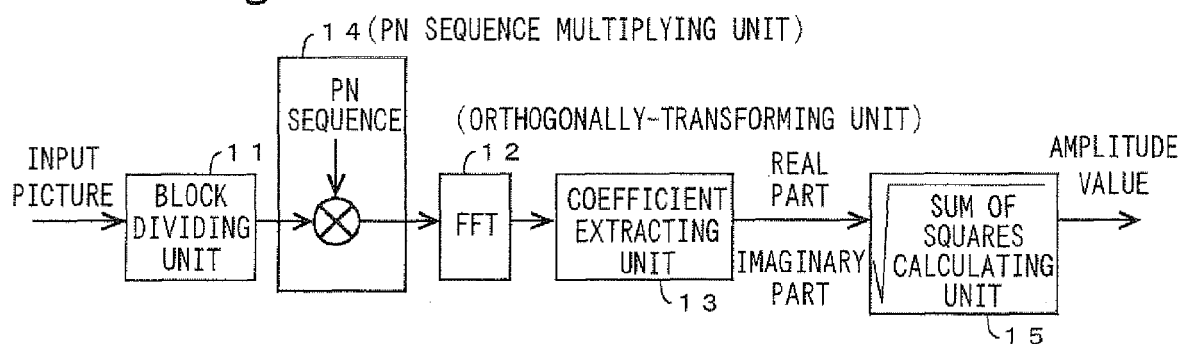 14 (PN SEQUENCE MULTIPLYING UNIT)
PN
SEQUENCE
(ORTHOGONALLY-TRANSFORMING UNIT)
INPUT
PICTURE
11
BLOCK
DIVIDING
UNIT
12
FFT
COEFFICIENT
EXTRACTING
UNIT
13
REAL
PART
IMAGINARY
PART
SUM OF
SQUARES
CALCULATING
UNIT
15
AMPLITUDE
VALUE